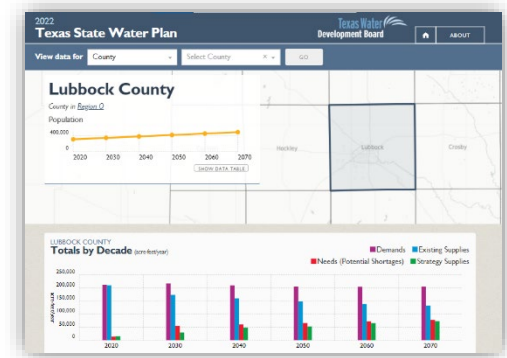 2022
Texas State Water Plan
Texas Water
Development Board
ABOUT
View data for
County
Select County
GO
Lubbock County
County in Region O
Population
400,000
0
2020 2030 2040 2050 2060 2070
SHOW DATA TABLE
Hockley
Lubbock
Crosby
LUBBOCK COUNTY
Totals by Decade (acre-feet/year)
Demands Existing Supplies
Needs (Potential Shortages) Strategy Supplies
250,000
200,000
150,000
100,000
50,000
0
2020 2030 2040 2050 2060 2070